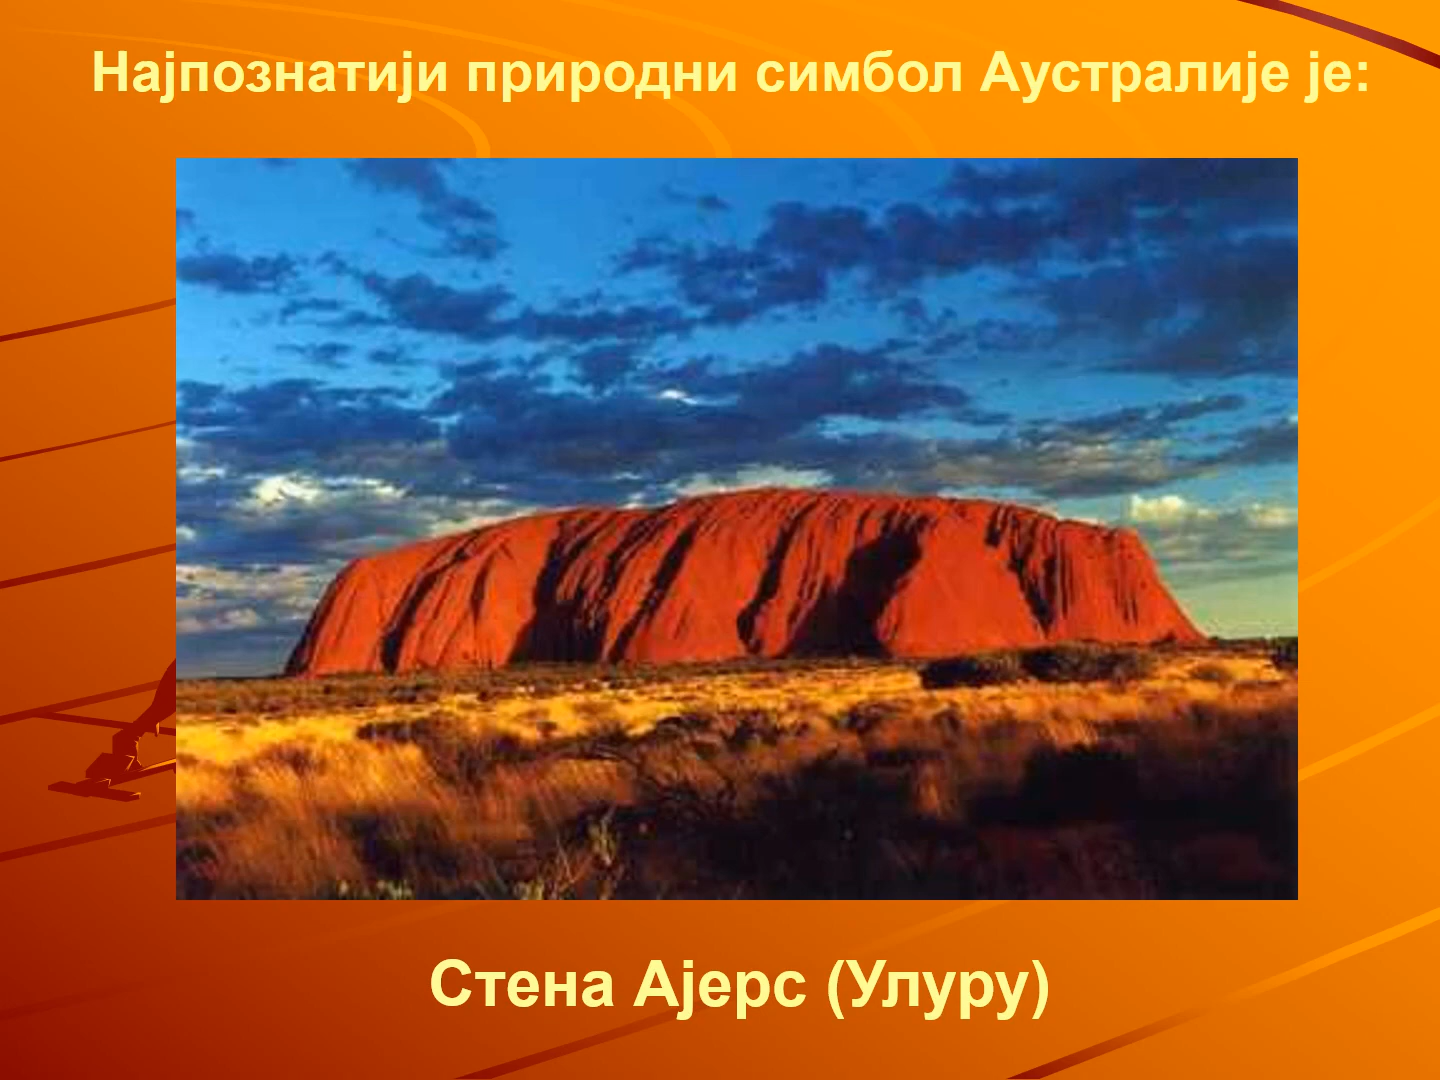 Најпознатији природни симбол Аустралије је:
Стена Ајерс (Улуру)